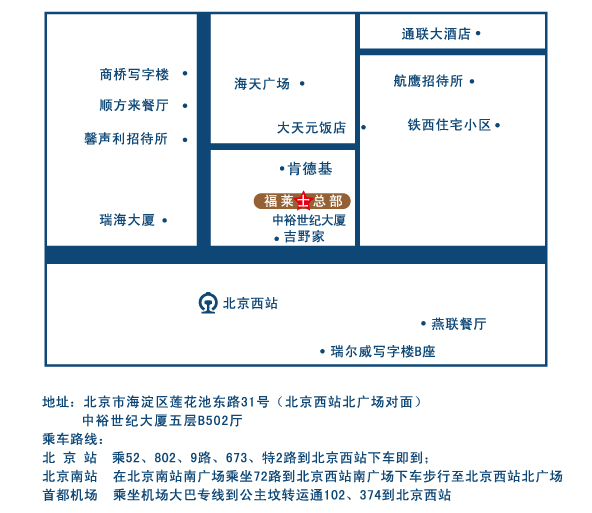 通联大酒店
商桥写字楼
海天广场
航鹰招待所
顺方来餐厅
大天元饭店
铁西住宅小区
馨声利招待所
肯德基
福莱士总部
瑞海大厦
中裕世纪大厦
吉野家
北京西站
燕联餐厅
瑞尔威写字楼B座
地址：北京市海淀区莲花池东路31号（北京西站北广场对面）
中裕世纪大厦五层B502厅
乘车路线：
北 京 站 乘52、802、9路、673、特2路到北京西站下车即到；
北京南站 在北京南站南广场乘坐72路到北京西站南广场下车步行至北京西站北广场
首都机场 乘坐机场大巴专线到公主坟转运通102、374到北京西站